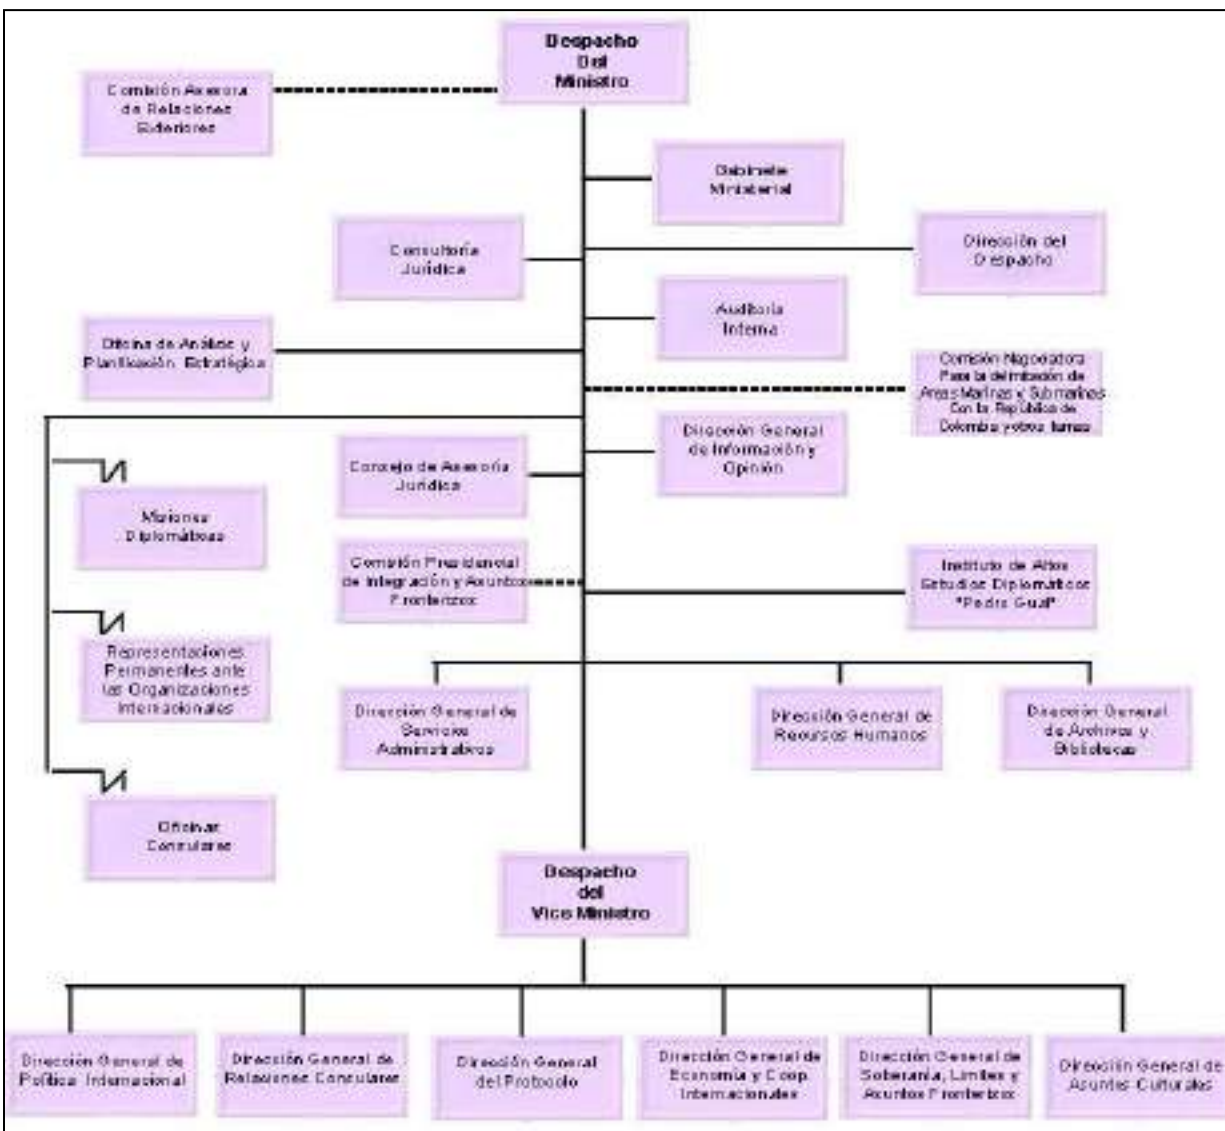 Despacho
Del
Ministro
Comisión Asesora
de Relaciones
Exteriores
Gabinete
Ministerial
Consultoría
Jurídica
Dirección del
Despacho
Auditoría
Interna
Oficina de Análisis y
Planificación Estratégica
Comisión Negociadora
Para la delimitación de
Areas Marinas y Submarinas
Con la República de
Colombia y otros temas
Dirección General
de Información y
Opinión
Consejo de Asesoría
Jurídica
Misiones
Diplomáticas
Comisión Presidencial
de Integración y Asuntos
Fronterizos
Instituto de Altos
Estudios Diplomáticos
"Pedro Gual"
Representaciones
Permanentes ante
las Organizaciones
Internacionales
Dirección General de
Servicios
Administrativos
Dirección General de
Recursos Humanos
Dirección General
de Archivos y
Bibliotecas
Oficinas
Consulares
Despacho
del
Vice Ministro
Dirección General de
Política Internacional
Dirección General de
Relaciones Consulares
Dirección General
del Protocolo
Dirección General de
Economía y Coop.
Internacionales
Dirección General de
Soberanía, Límites y
Asuntos Fronterizos
Dirección General de
Asuntos Culturales